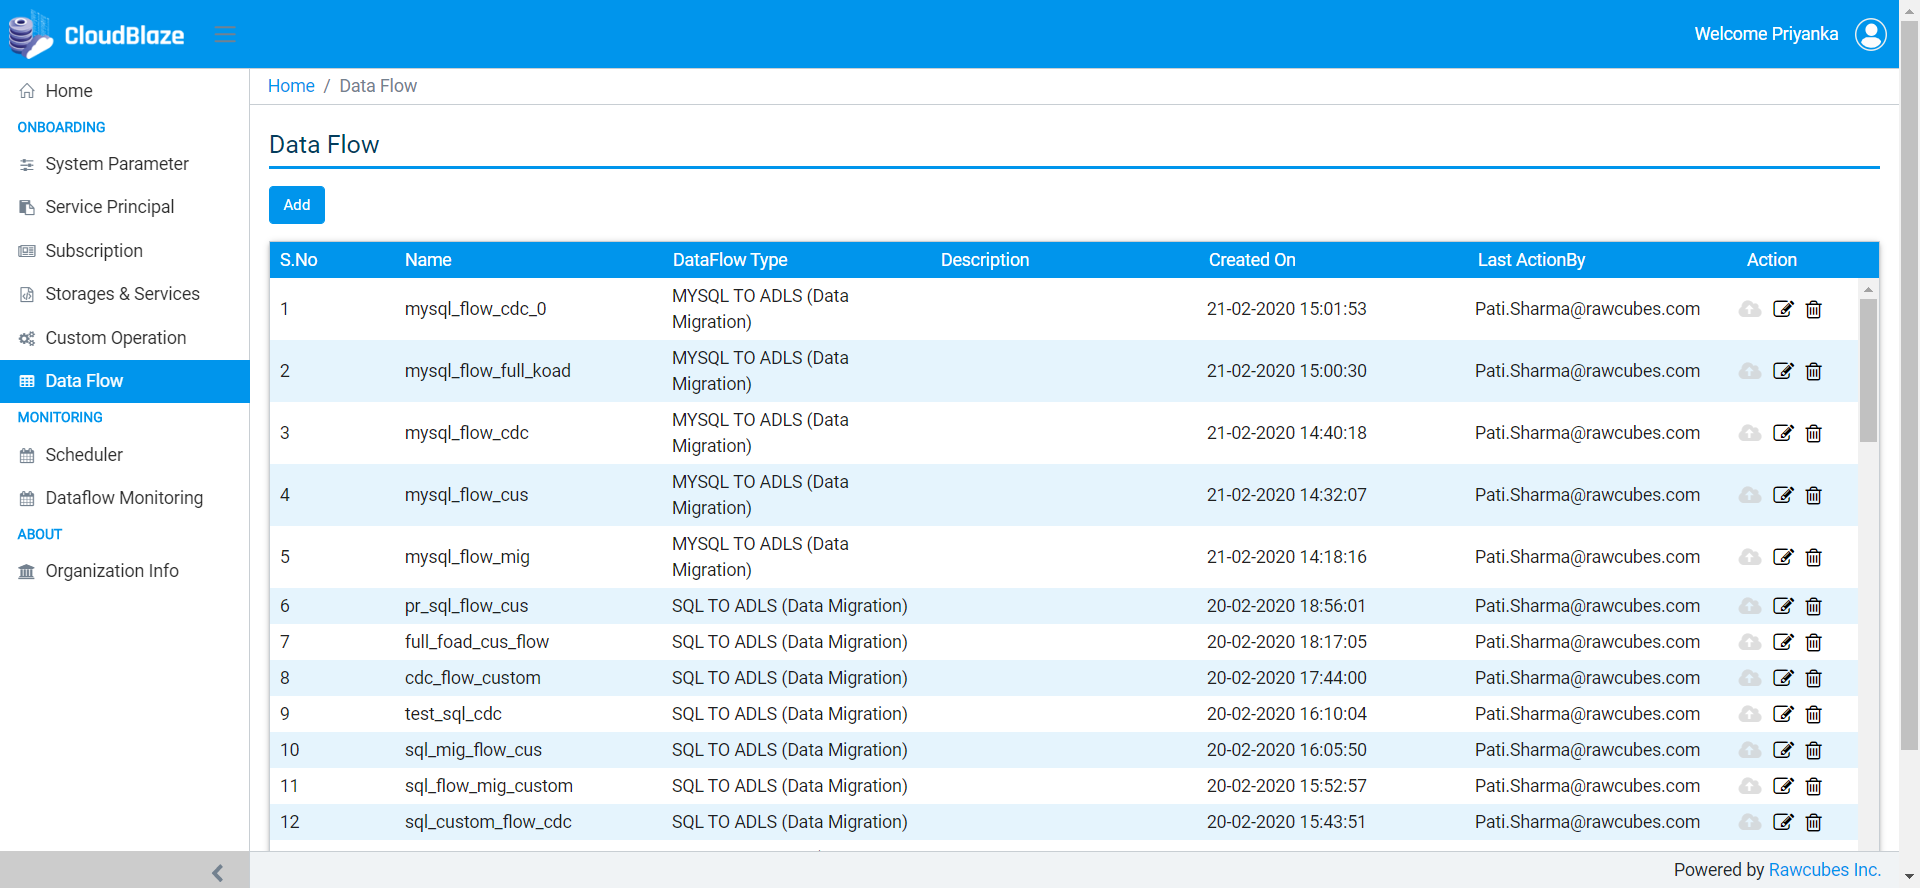 CloudBlaze
Welcome Priyanka
Home
ONBOARDING
System Parameter
Service Principal
Subscription
Storages & Services
Custom Operation
Data Flow
MONITORING
Scheduler
Dataflow Monitoring
ABOUT
Organization Info
Home / Data Flow
Data Flow
Add
S.No Name DataFlow Type Description Created On Last ActionBy Action
1 mysql_flow_cdc_0 MYSQL TO ADLS (Data Migration) 21-02-2020 15:01:53 Pati.Sharma@rawcubes.com
2 mysql_flow_full_koad MYSQL TO ADLS (Data Migration) 21-02-2020 15:00:30 Pati.Sharma@rawcubes.com
3 mysql_flow_cdc MYSQL TO ADLS (Data Migration) 21-02-2020 14:40:18 Pati.Sharma@rawcubes.com
4 mysql_flow_cus MYSQL TO ADLS (Data Migration) 21-02-2020 14:32:07 Pati.Sharma@rawcubes.com
5 mysql_flow_mig MYSQL TO ADLS (Data Migration) 21-02-2020 14:18:16 Pati.Sharma@rawcubes.com
6 pr_sql_flow_cus SQL TO ADLS (Data Migration) 20-02-2020 18:56:01 Pati.Sharma@rawcubes.com
7 full_foad_cus_flow SQL TO ADLS (Data Migration) 20-02-2020 18:17:05 Pati.Sharma@rawcubes.com
8 cdc_flow_custom SQL TO ADLS (Data Migration) 20-02-2020 17:44:00 Pati.Sharma@rawcubes.com
9 test_sql_cdc SQL TO ADLS (Data Migration) 20-02-2020 16:10:04 Pati.Sharma@rawcubes.com
10 sql_mig_flow_cus SQL TO ADLS (Data Migration) 20-02-2020 16:05:50 Pati.Sharma@rawcubes.com
11 sql_flow_mig_custom SQL TO ADLS (Data Migration) 20-02-2020 15:52:57 Pati.Sharma@rawcubes.com
12 sql_custom_flow_cdc SQL TO ADLS (Data Migration) 20-02-2020 15:43:51 Pati.Sharma@rawcubes.com
Powered by Rawcubes Inc.